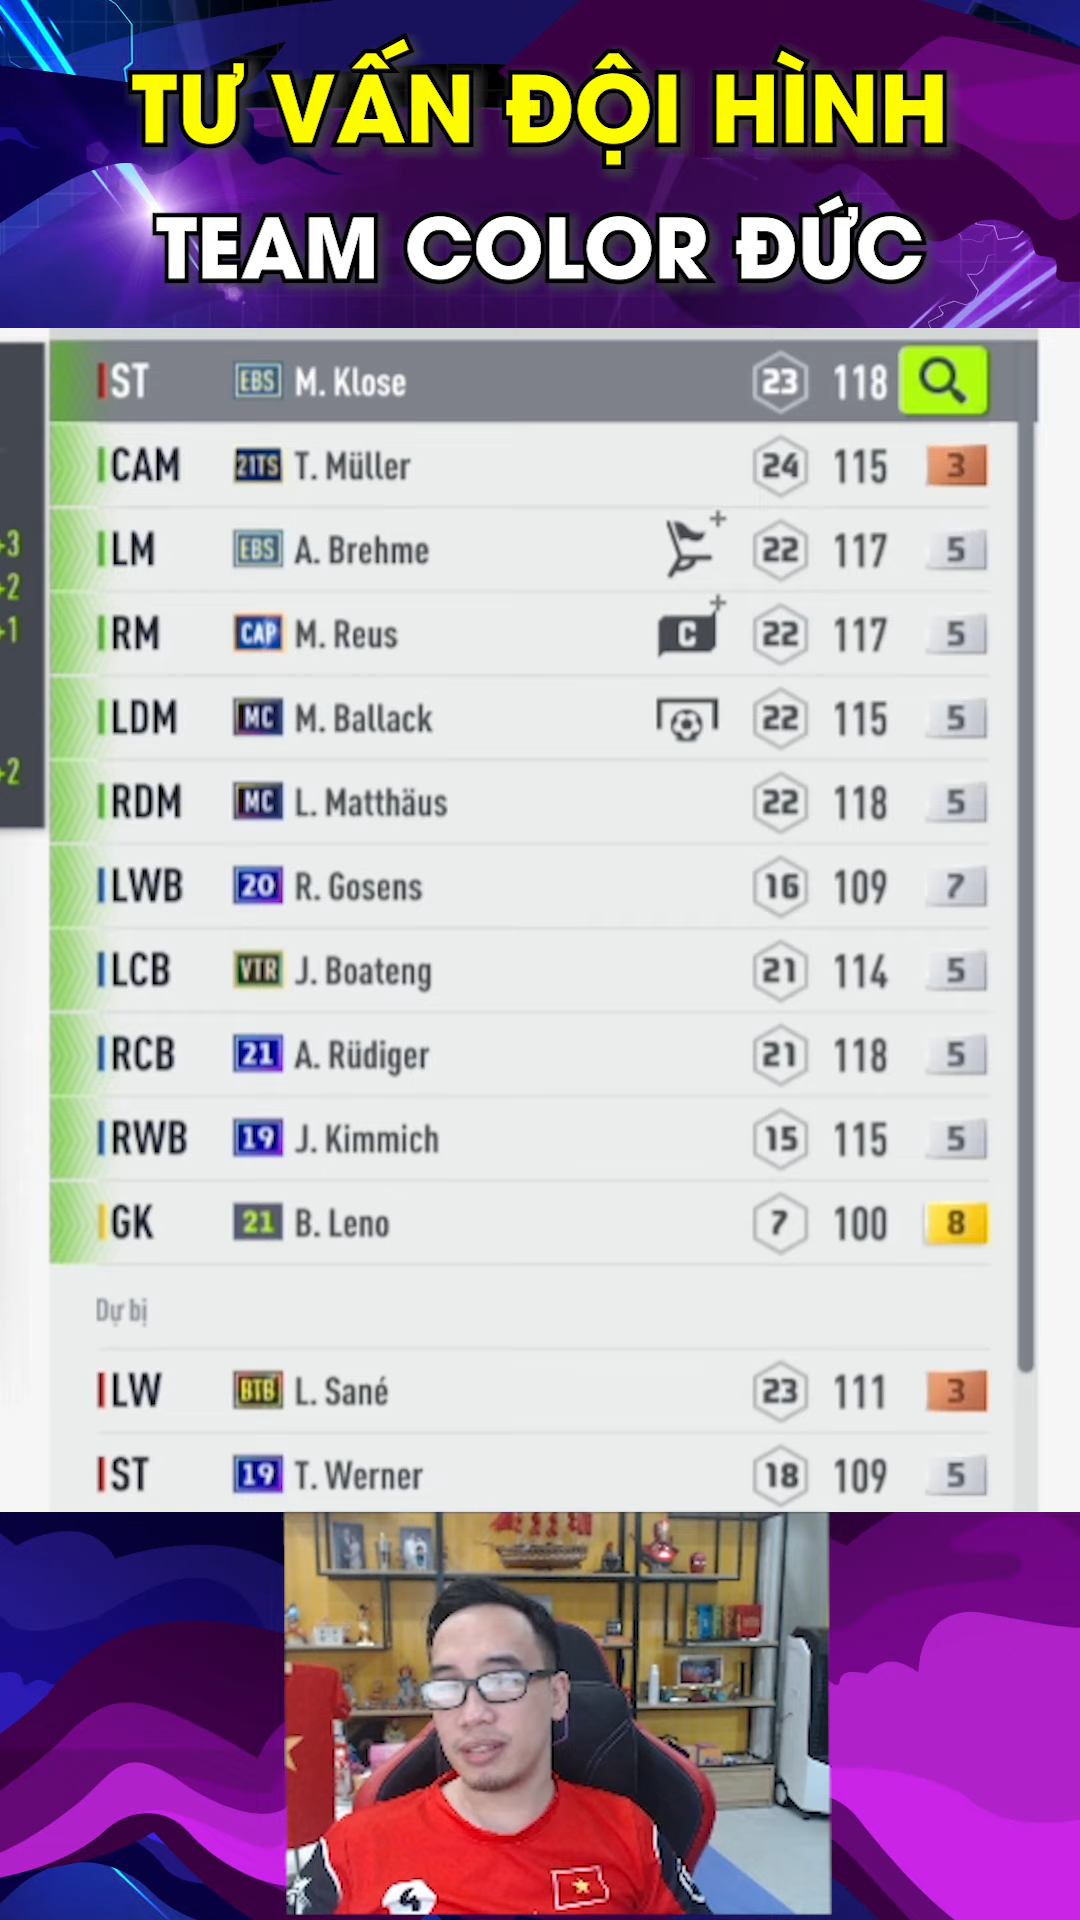 TƯ VẤN ĐỘI HÌNH
TEAM COLOR ĐỨC
ST EBS M. Klose 23 118
CAM 21TS T. Müller 24 115 3
+3 LM EBS A. Brehme 22 117 5
+2
+1 RM CAP M. Reus C 22 117 5
LDM MC M. Ballack 22 115 5
+2 RDM MC L. Matthäus 22 118 5
LWB 20 R. Gosens 16 109 7
LCB VTR J. Boateng 21 114 5
RCB 21 A. Rüdiger 21 118 5
RWB 19 J. Kimmich 15 115 5
GK 21 B. Leno 7 100 8
Dự bị
LW BTB L. Sané 23 111 3
ST 19 T. Werner 18 109 5